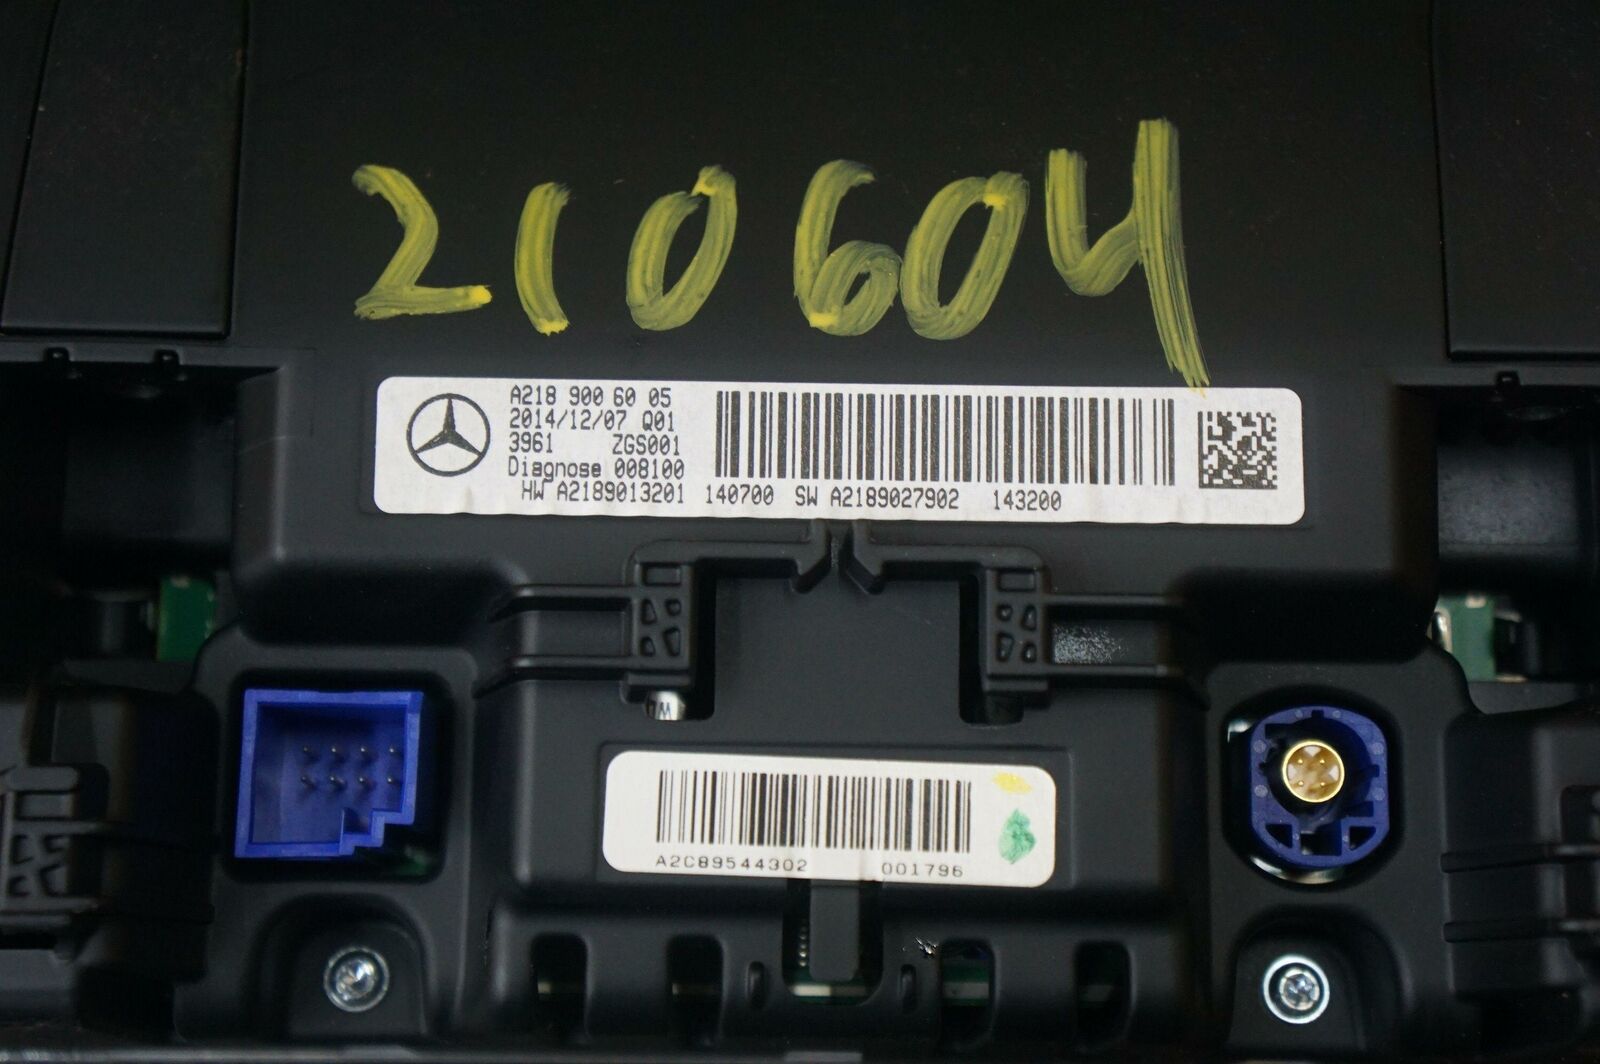 210604
A218 900 60 05
2014/12/07 Q01
3961 ZGS001
Diagnose 008100
HW A2189013201 140700 SW A2189027902 143200
A2C89544302 001796